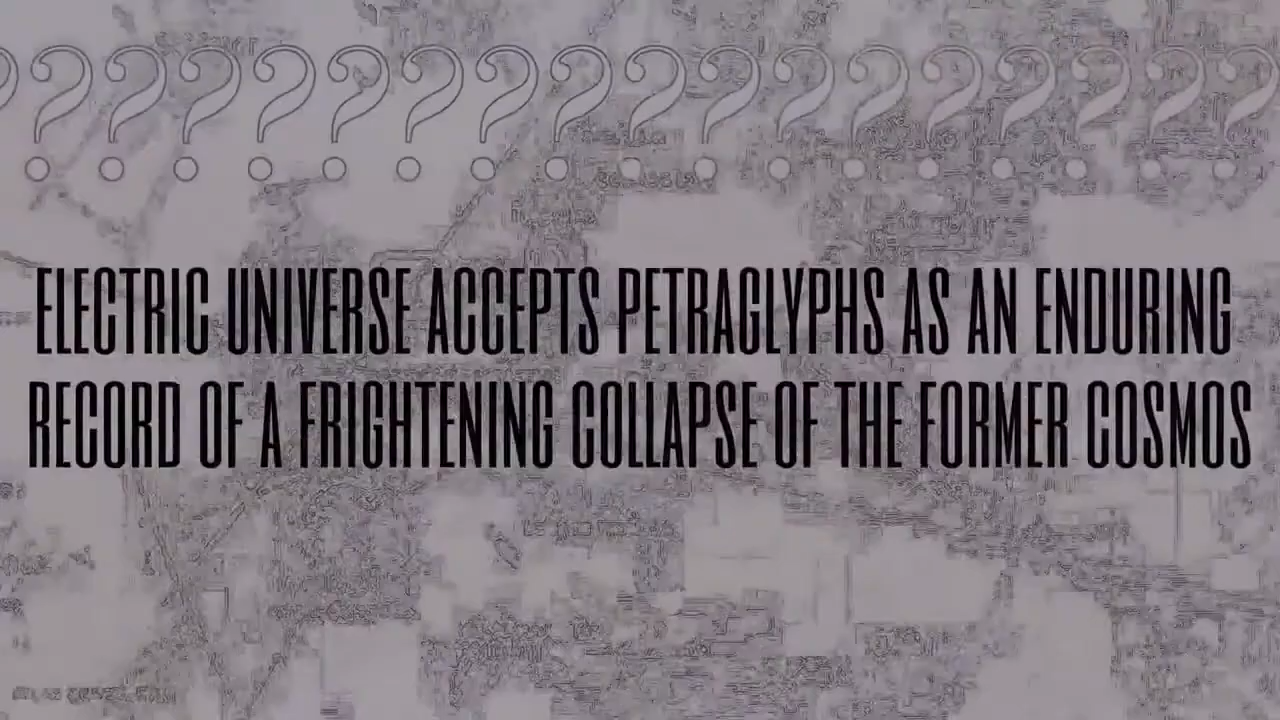 ?????????????????
ELECTRIC UNIVERSE ACCEPTS PETRAGLYPHS AS AN ENDURING
RECORD OF A FRIGHTENING COLLAPSE OF THE FORMER COSMOS